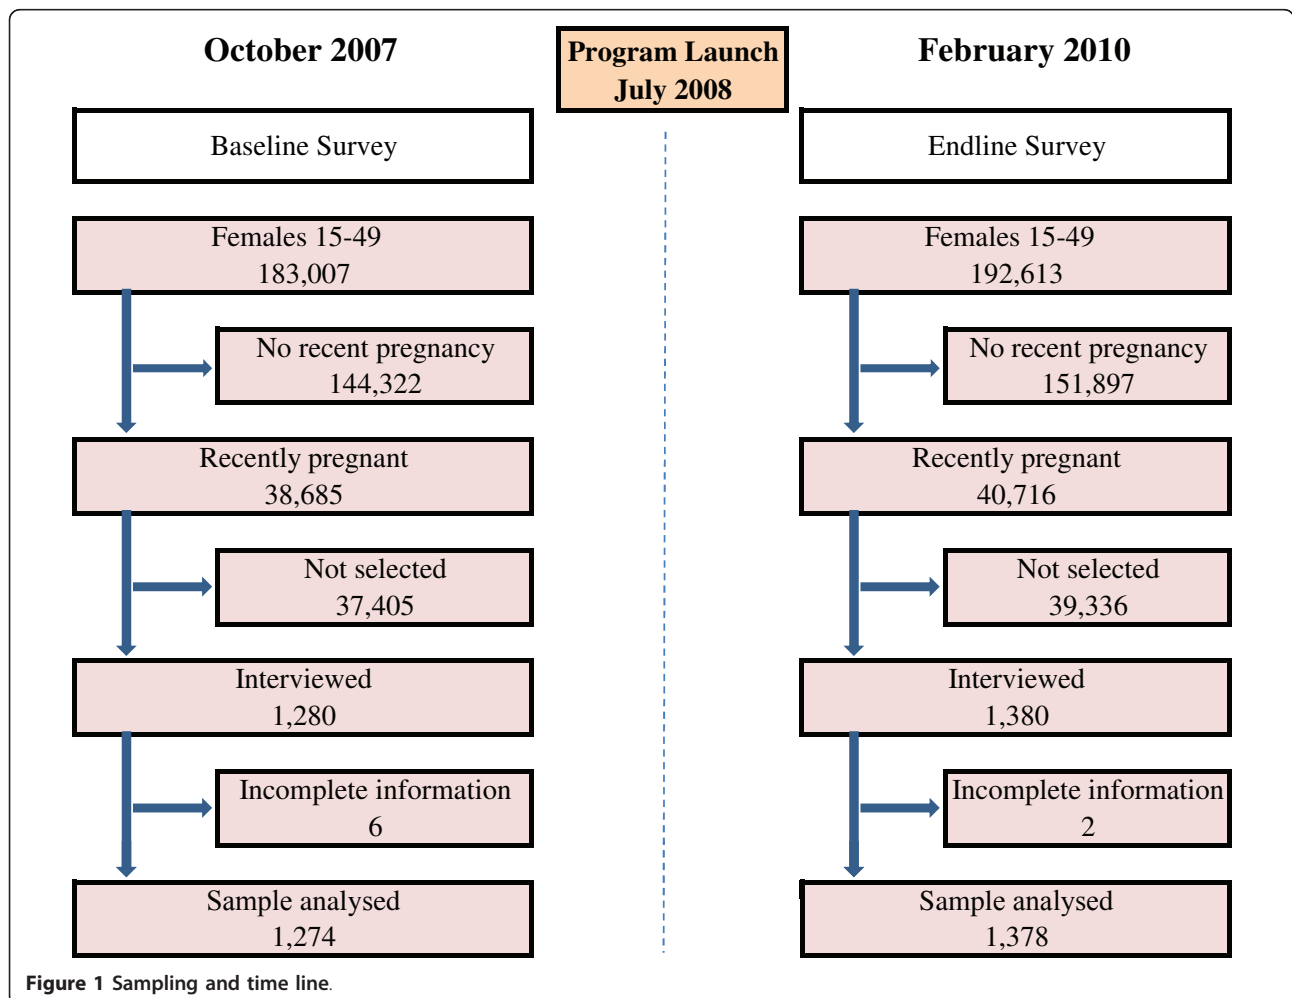 October 2007
Program Launch
July 2008
February 2010
Baseline Survey
Females 15-49
183,007
No recent pregnancy
144,322
Recently pregnant
38,685
Not selected
37,405
Interviewed
1,280
Incomplete information
6
Sample analysed
1,274
Endline Survey
Females 15-49
192,613
No recent pregnancy
151,897
Recently pregnant
40,716
Not selected
39,336
Interviewed
1,380
Incomplete information
2
Sample analysed
1,378
Figure 1 Sampling and time line.